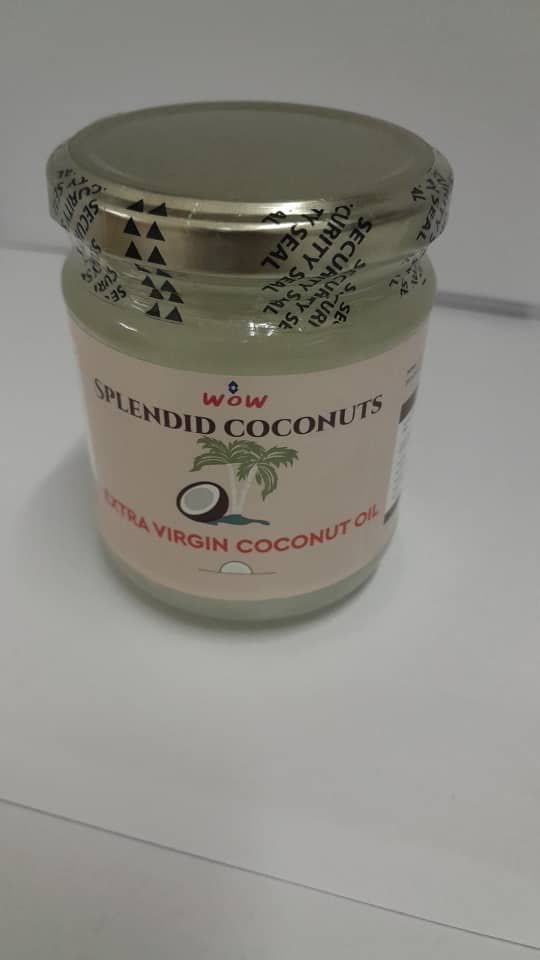 SECURITY SEAL
WOW
SPLENDID COCONUTS
EXTRA VIRGIN COCONUT OIL